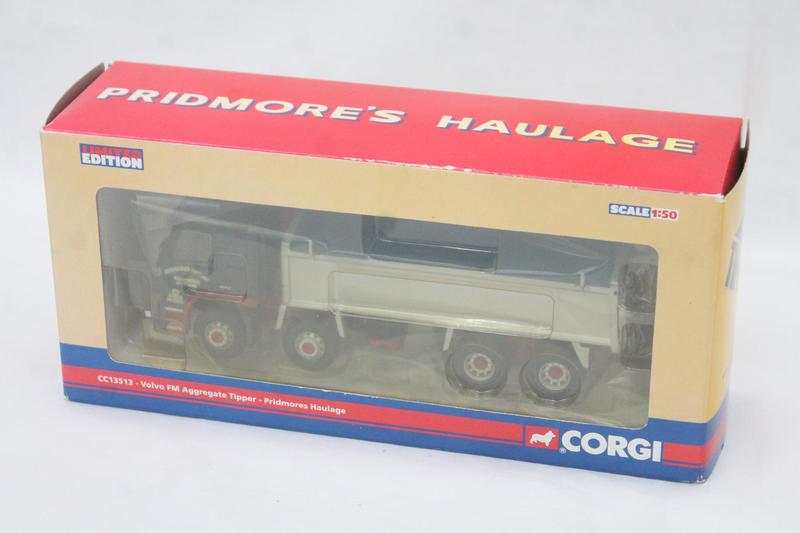 PRIDMORE'S HAULAGE
LIMITED
EDITION
SCALE 1:50
CC13513 - Volvo FM Aggregate Tipper - Pridmores Haulage
CORGI